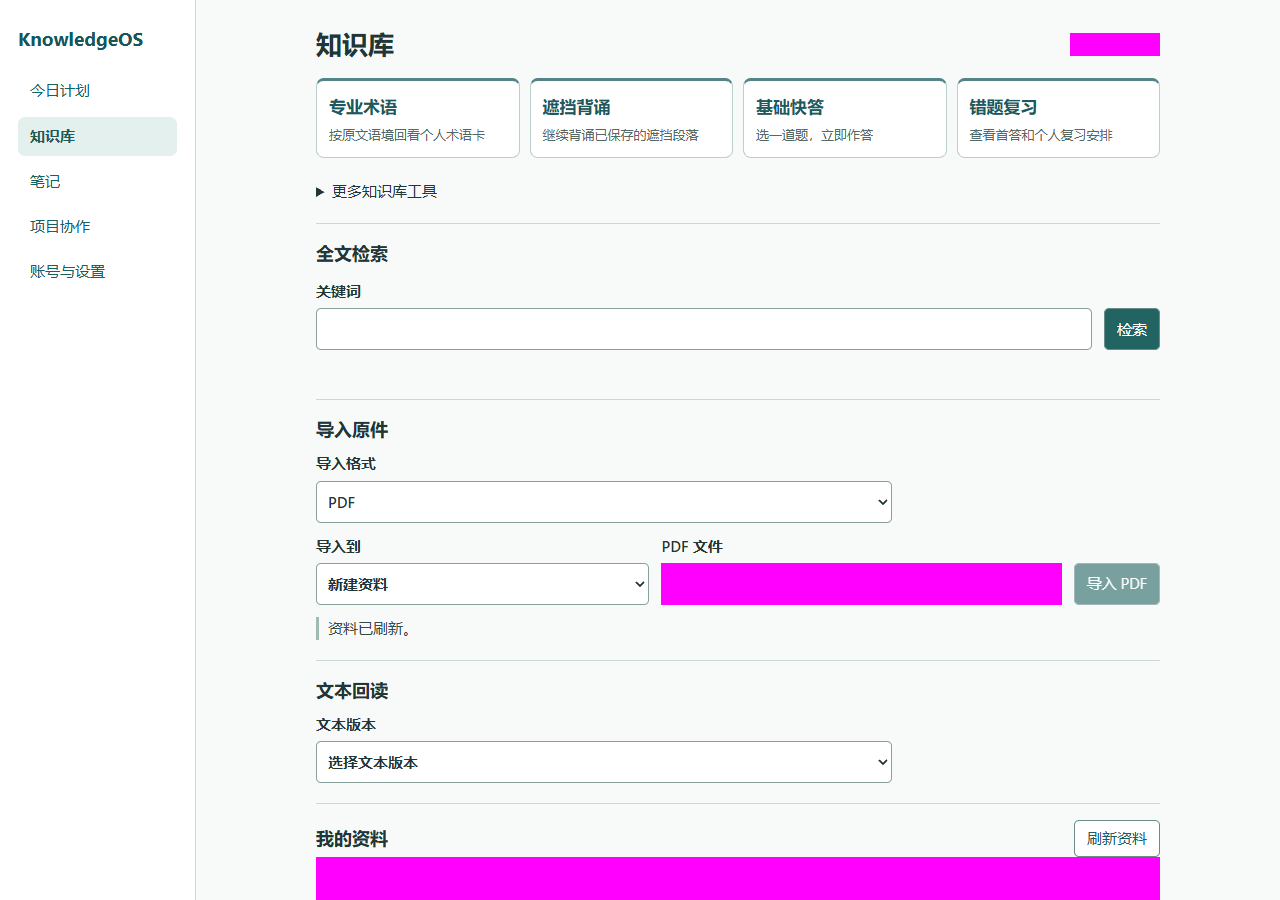 KnowledgeOS
今日计划
知识库
笔记
项目协作
账号与设置
知识库
专业术语
按原文语境回看个人术语卡
遮挡背诵
继续背诵已保存的遮挡段落
基础快答
选一道题，立即作答
错题复习
查看首答和个人复习安排
更多知识库工具
全文检索
关键词
检索
导入原件
导入格式
PDF
导入到
PDF 文件
新建资料
导入 PDF
资料已刷新。
文本回读
文本版本
选择文本版本
我的资料
刷新资料